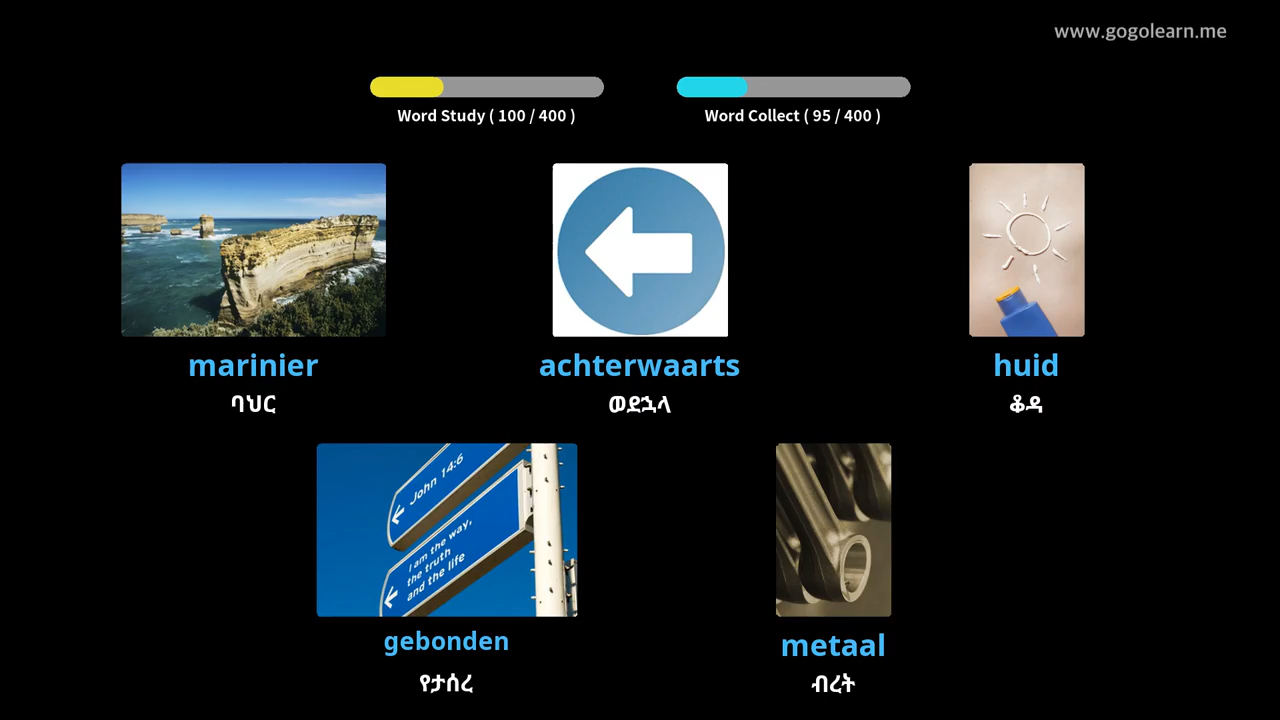 www.gogolearn.me
Word Study ( 100 / 400 )
Word Collect ( 95 / 400 )
marinier
ባህር
achterwaarts
ወደኋላ
huid
ቆዳ
John 14:6
I am the way,
the truth
and the life
gebonden
የታሰረ
metaal
ብረት